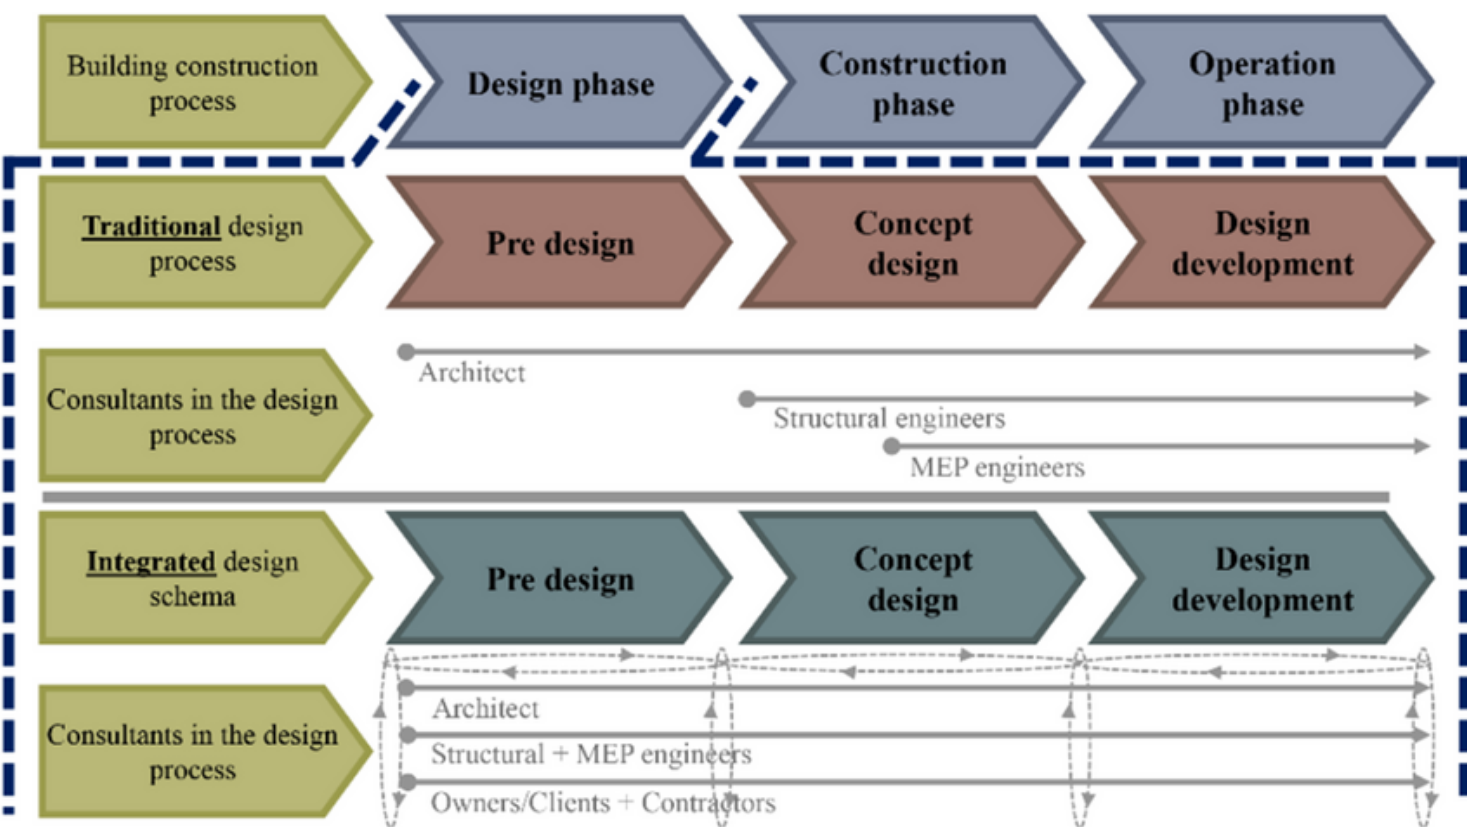 Building construction
process
Design phase
Construction
phase
Operation
phase
Traditional design
process
Pre design
Concept
design
Design
development
Consultants in the design
process
Architect
Structural engineers
MEP engineers
Integrated design
schema
Pre design
Concept
design
Design
development
Consultants in the design
process
Architect
Structural + MEP engineers
Owners/Clients + Contractors